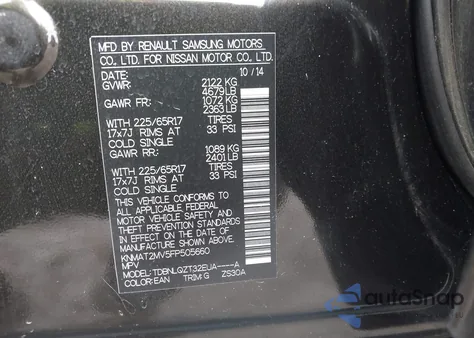 MFD BY RENAULT SAMSUNG MOTORS
CO, LTD. FOR NISSAN MOTOR CO, LTD.
DATE: 10 / 14
GVWR: 2122 KG
4679 LB
GAWR FR: 1072 KG
2363 LB
WITH 225/65R17 TIRES
17x7J RIMS AT 33 PSI
COLD SINGLE
GAWR RR: 1089 KG
2401 LB
WITH 225/65R17 TIRES
17x7J RIMS AT 33 PSI
COLD SINGLE
THIS VEHICLE CONFORMS TO
ALL APPLICABLE FEDERAL
MOTOR VEHICLE SAFETY AND
THEFT PREVENTION STANDARDS
IN EFFECT ON THE DATE OF
MANUFACTURE SHOWN ABOVE.
KNMAT2MV5FP505660
MPV
MODEL: TDBNLQZT32EUA----A
COLOR:EAN TRIM:G ZS30A
autoSnap